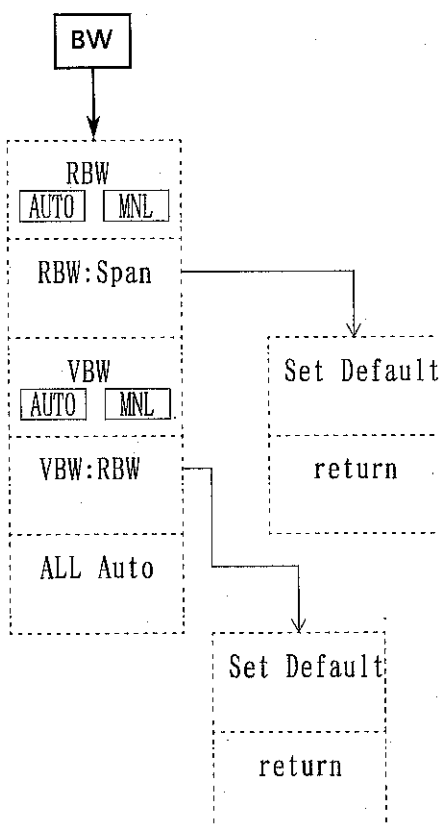 BW
RBW
AUTO MNL
RBW:Span
VBW
AUTO MNL
VBW:RBW
ALL Auto
Set Default
return
Set Default
return